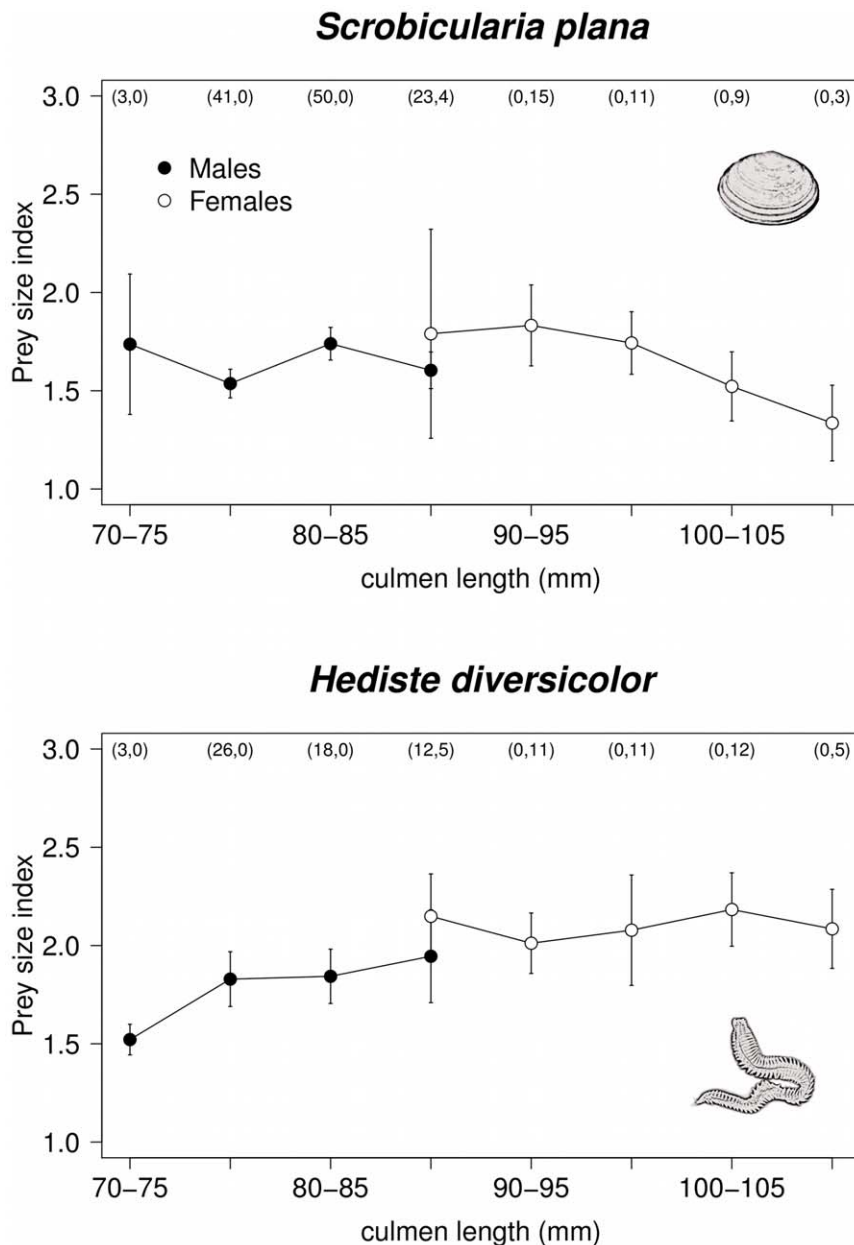 Scrobicularia plana
3.0
(3,0) (41,0) (50,0) (23,4) (0,15) (0,11) (0,9) (0,3)
Males
Females
2.5
2.0
1.5
1.0
Prey size index
70–75 80–85 90–95 100–105
culmen length (mm)
Hediste diversicolor
3.0
(3,0) (26,0) (18,0) (12,5) (0,11) (0,11) (0,12) (0,5)
2.5
2.0
1.5
1.0
Prey size index
70–75 80–85 90–95 100–105
culmen length (mm)